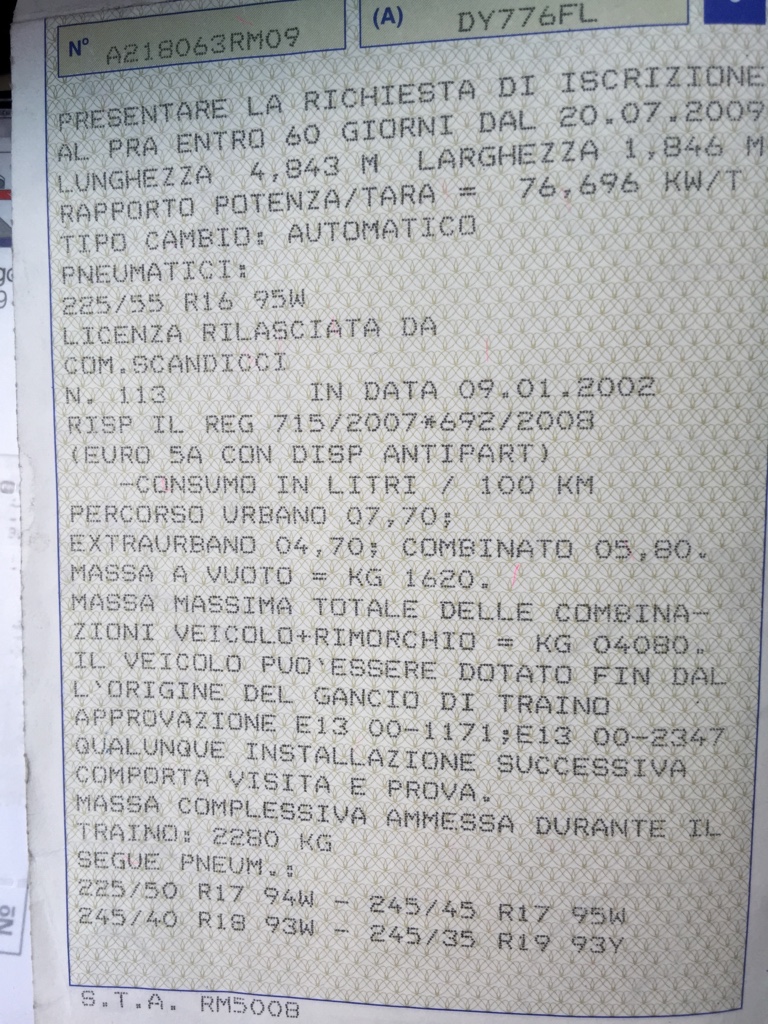 N° A218063RM09
(A) DY776FL
PRESENTARE LA RICHIESTA DI ISCRIZIONE
AL PRA ENTRO 60 GIORNI DAL 20.07.2009
LUNGHEZZA 4,843 M LARGHEZZA 1,846 M
RAPPORTO POTENZA/TARA = 76,696 KW/T
TIPO CAMBIO: AUTOMATICO
PNEUMATICI:
225/55 R16 95W
LICENZA RILASCIATA DA
COM.SCANDICCI
N. 113 IN DATA 09.01.2002
RISP IL REG 715/2007*692/2008
(EURO 5A CON DISP ANTIPART)
-CONSUMO IN LITRI / 100 KM
PERCORSO URBANO 07,70;
EXTRAURBANO 04,70; COMBINATO 05,80.
MASSA A VUOTO = KG 1620.
MASSA MASSIMA TOTALE DELLE COMBINA-
ZIONI VEICOLO+RIMORCHIO = KG 04080.
IL VEICOLO PUO'ESSERE DOTATO FIN DAL
L'ORIGINE DEL GANCIO DI TRAINO
APPROVAZIONE E13 00-1171;E13 00-2347
QUALUNQUE INSTALLAZIONE SUCCESSIVA
COMPORTA VISITA E PROVA.
MASSA COMPLESSIVA AMMESSA DURANTE IL
TRAINO: 2280 KG
SEGUE PNEUM.:
225/50 R17 94W - 245/45 R17 95W
245/40 R18 93W - 245/35 R19 93Y
S.T.A. RM5008
N°